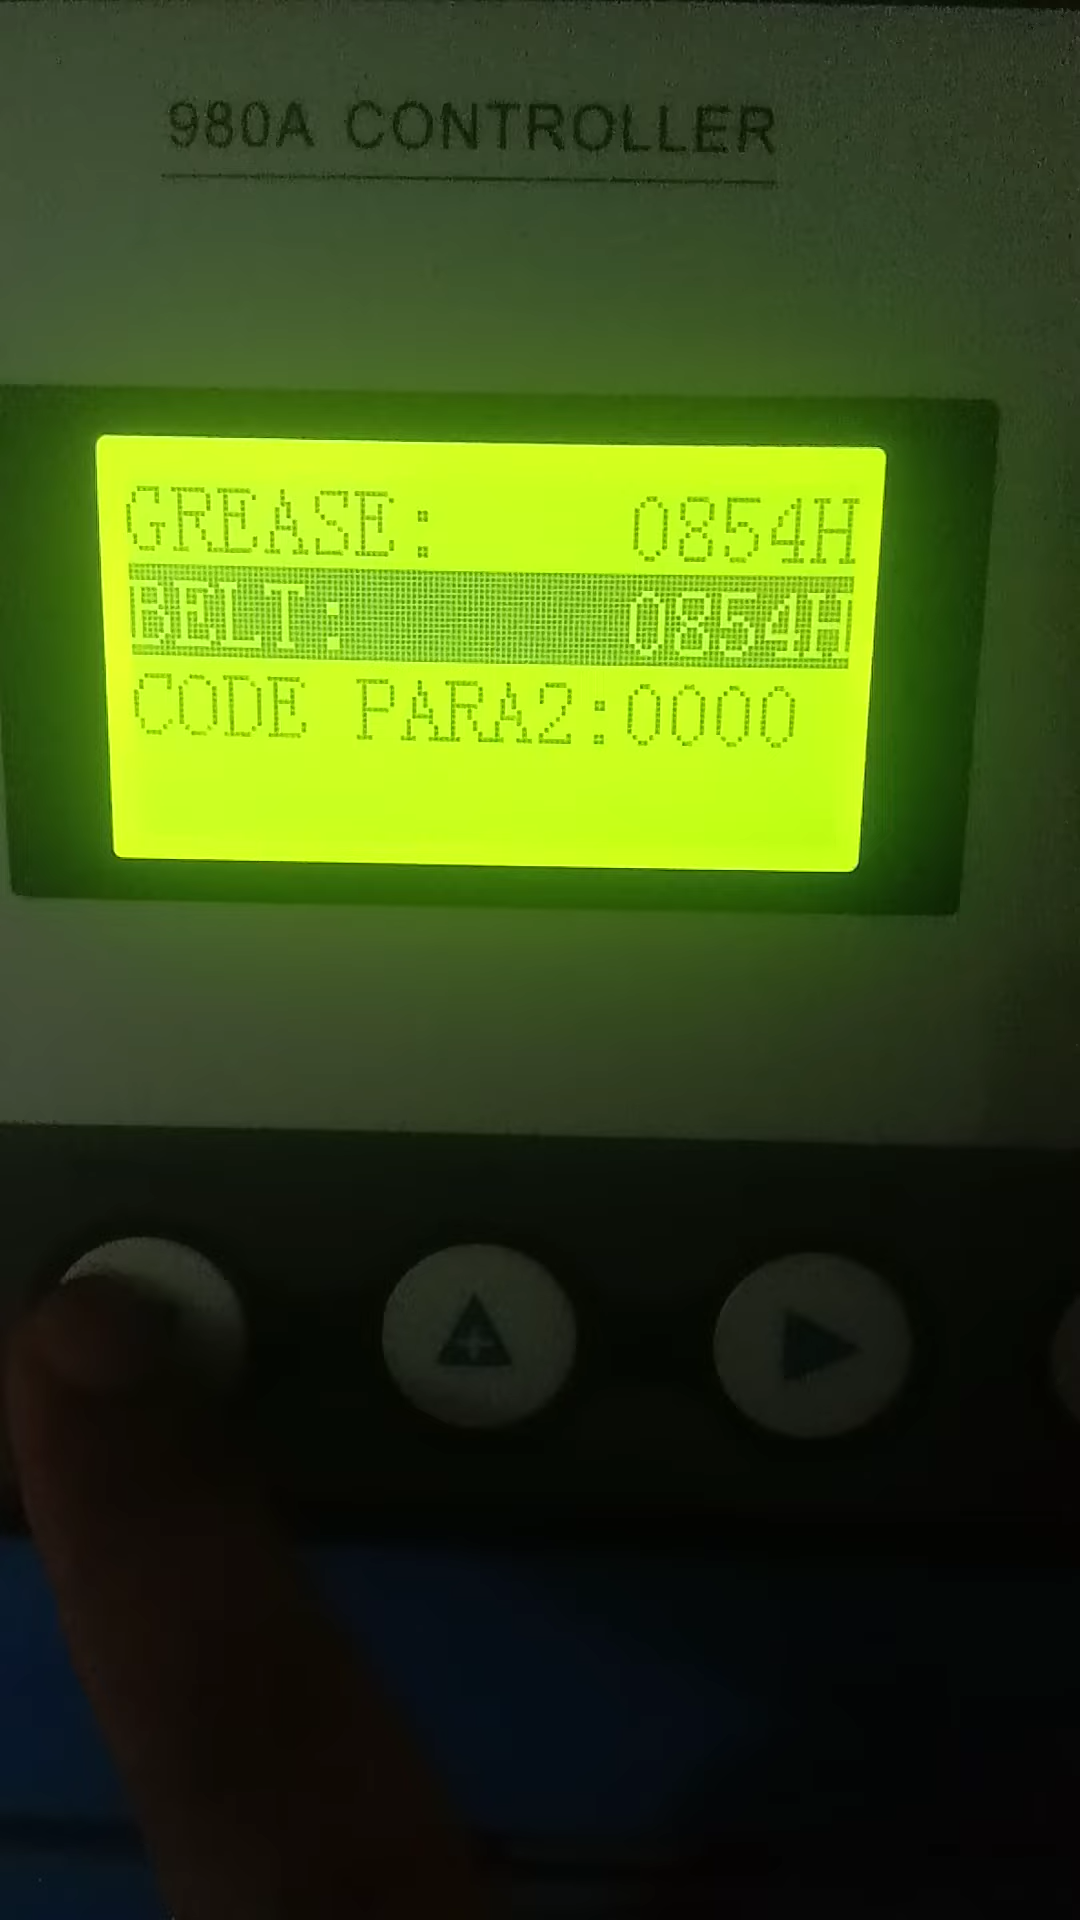 980A CONTROLLER
GREASE: 0854H
BELT: 0854H
CODE PARA2:0000